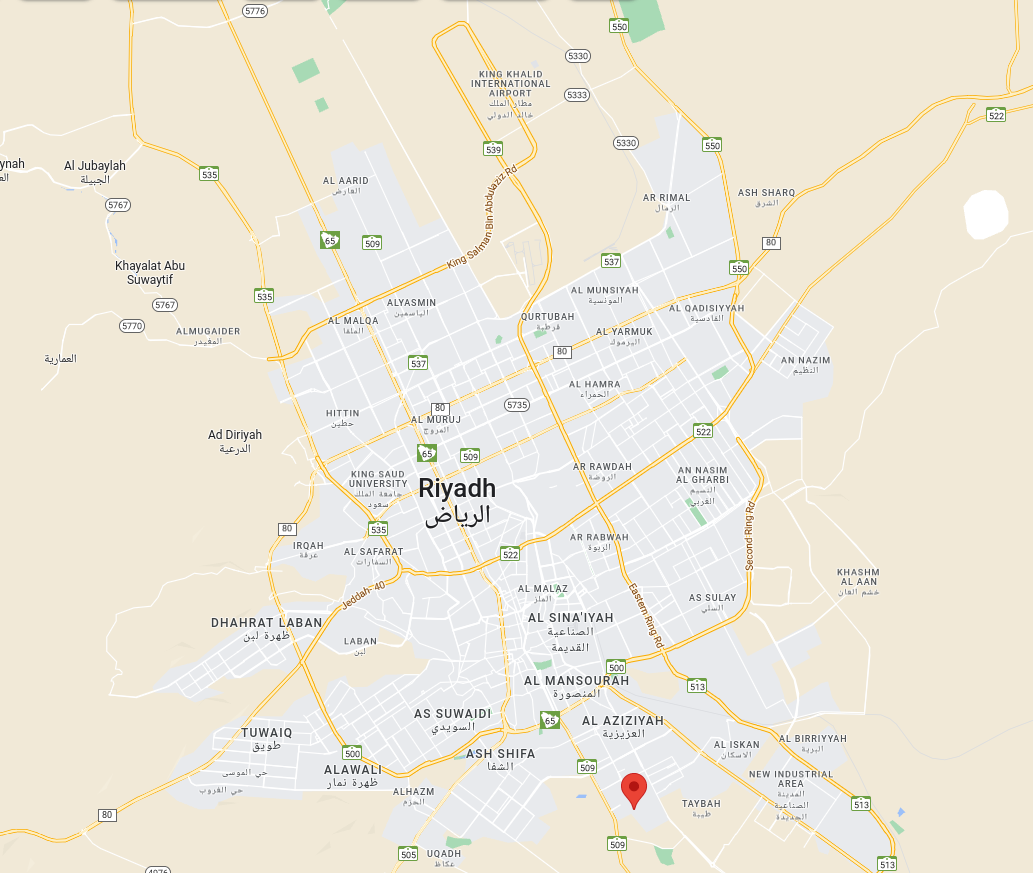 5776
550
5330
KING KHALID
INTERNATIONAL
AIRPORT
مطار الملك
خالد الدولي
5333
522
539
5330
550
Al Jubaylah
الجبيلة
ynah
535
AL AARID
العارض
King Salman Bin Abdulaziz Rd
AR RIMAL
الرمال
ASH SHARQ
الشرق
5767
65
509
80
Khayalat Abu
Suwaytif
537
550
535
5767
ALYASMIN
الياسمين
AL MUNSIYAH
المونسية
AL QADISIYYAH
القادسية
5770
ALMUGAIDER
المغيدر
AL MALQA
الملقا
QURTUBAH
قرطبة
AL YARMUK
اليرموك
العمارية
537
80
AN NAZIM
النظيم
AL HAMRA
الحمراء
HITTIN
حطين
80
5735
AL MURUJ
المروج
522
Ad Diriyah
الدرعية
65
509
KING SAUD
UNIVERSITY
جامعة الملك
سعود
AR RAWDAH
الروضة
AN NASIM
AL GHARBI
النسيم
الغربي
Riyadh
الرياض
80
535
IRQAH
عرقة
AL SAFARAT
السفارات
522
AR RABWAH
الربوة
Second Ring Rd
Jeddah- 40
AL MALAZ
الملز
Eastern Ring Rd
AS SULAY
السلي
KHASHM
AL AAN
خشم العان
DHAHRAT LABAN
ظهرة لبن
AL SINA'IYAH
الصناعية
القديمة
LABAN
لبن
500
AL MANSOURAH
المنصورة
513
AS SUWAIDI
السويدي
65
AL AZIZIYAH
العزيزية
TUWAIQ
طويق
AL ISKAN
الاسكان
AL BIRRIYYAH
البرية
500
ASH SHIFA
الشفا
509
ALAWALI
ظهرة نمار
حي الموسى
حي الغروب
NEW INDUSTRIAL
AREA
المدينة
الصناعية
الجديدة
ALHAZM
الحزم
TAYBAH
طيبة
513
80
505
UQADH
عكاظ
509
513